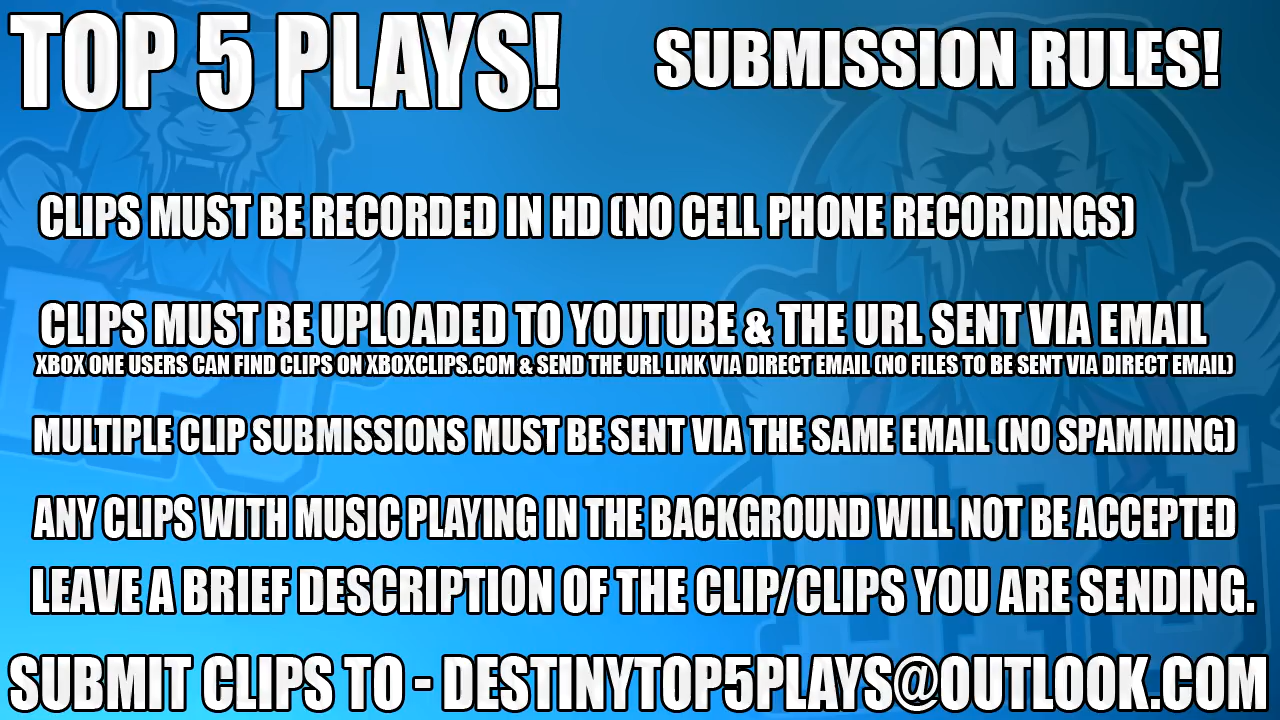 TOP 5 PLAYS!
SUBMISSION RULES!
CLIPS MUST BE RECORDED IN HD (NO CELL PHONE RECORDINGS)
CLIPS MUST BE UPLOADED TO YOUTUBE & THE URL SENT VIA EMAIL
XBOX ONE USERS CAN FIND CLIPS ON XBOXCLIPS.COM & SEND THE URL LINK VIA DIRECT EMAIL (NO FILES TO BE SENT VIA DIRECT EMAIL)
MULTIPLE CLIP SUBMISSIONS MUST BE SENT VIA THE SAME EMAIL (NO SPAMMING)
ANY CLIPS WITH MUSIC PLAYING IN THE BACKGROUND WILL NOT BE ACCEPTED
LEAVE A BRIEF DESCRIPTION OF THE CLIP/CLIPS YOU ARE SENDING.
SUBMIT CLIPS TO - DESTINYTOP5PLAYS@OUTLOOK.COM